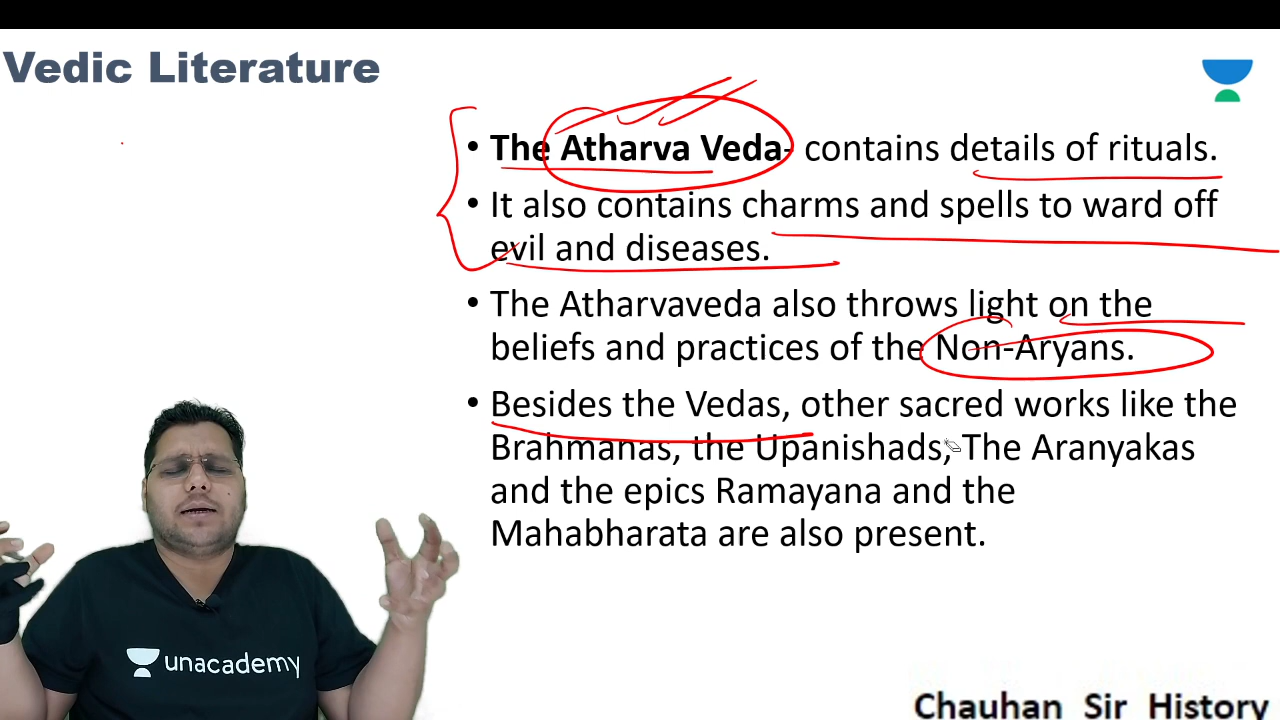 Vedic Literature
• The Atharva Veda- contains details of rituals.
• It also contains charms and spells to ward off
evil and diseases.
• The Atharvaveda also throws light on the
beliefs and practices of the Non-Aryans.
• Besides the Vedas, other sacred works like the
Brahmanas, the Upanishads, The Aranyakas
and the epics Ramayana and the
Mahabharata are also present.
unacademy
Chauhan Sir History